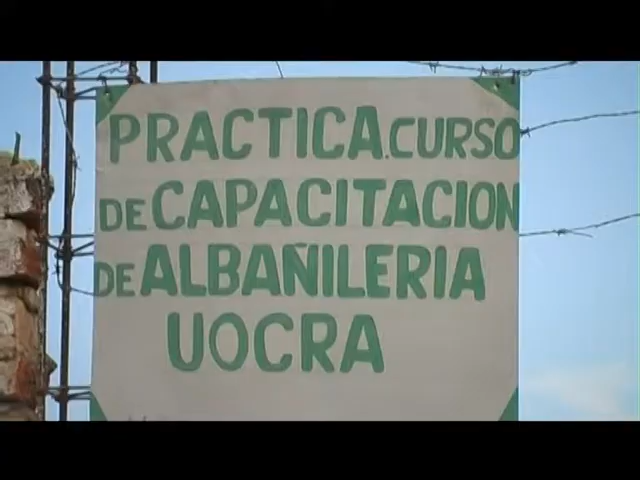 PRACTICA.CURSO
DE CAPACITACION
DE ALBAÑILERIA
UOCRA